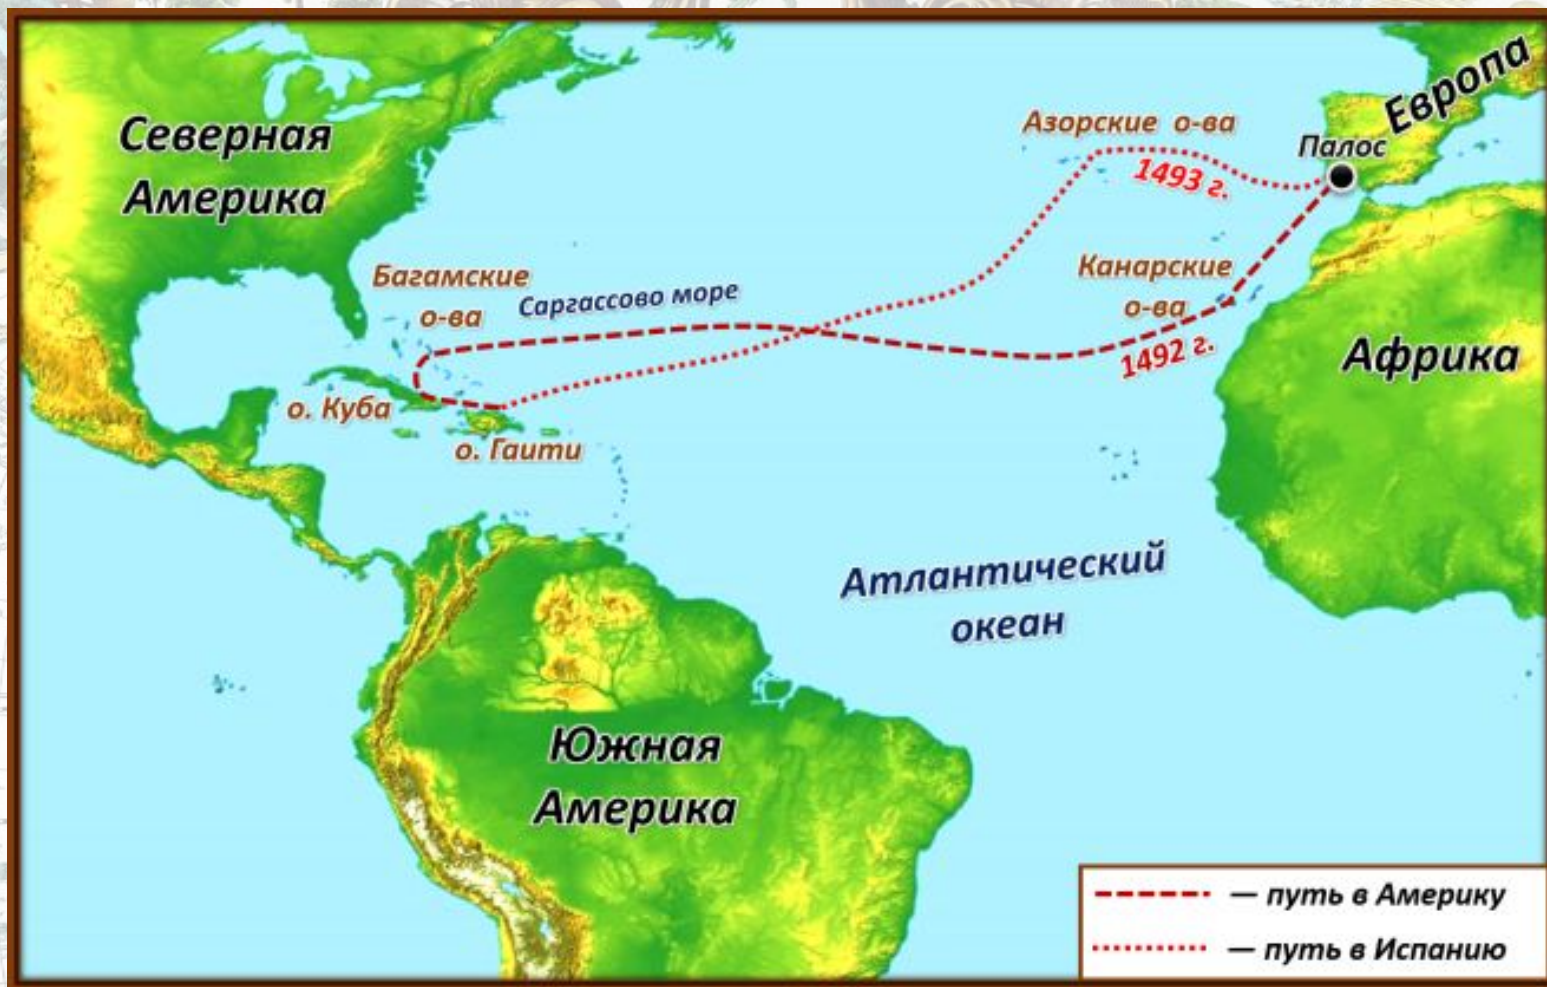 Европа
Северная
Америка
Азорские о-ва
Палос
1493 г.
Багамские
о-ва
Саргассово море
Канарские
о-ва
1492 г.
Африка
о. Куба
о. Гаити
Атлантический
океан
Южная
Америка
— путь в Америку
— путь в Испанию